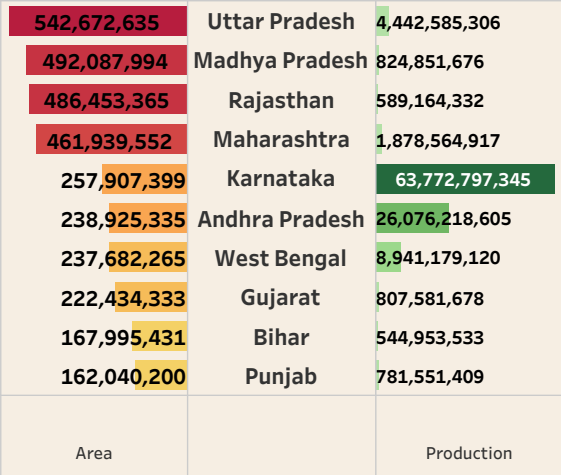 542,672,635 Uttar Pradesh 4,442,585,306
492,087,994 Madhya Pradesh 824,851,676
486,453,365 Rajasthan 589,164,332
461,939,552 Maharashtra 1,878,564,917
257,907,399 Karnataka 63,772,797,345
238,925,335 Andhra Pradesh 26,076,218,605
237,682,265 West Bengal 8,941,179,120
222,434,333 Gujarat 807,581,678
167,995,431 Bihar 544,953,533
162,040,200 Punjab 781,551,409
Area Production